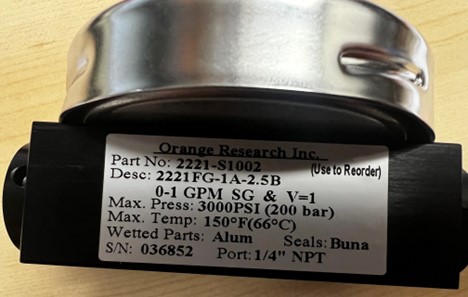 Orange Research Inc.
Part No: 2221-S1002 (Use to Reorder)
Desc: 2221FG-1A-2.5B
0-1 GPM SG & V=1
Max. Press: 3000PSI (200 bar)
Max. Temp: 150°F(66°C)
Wetted Parts: Alum Seals: Buna
S/N: 036852 Port: 1/4" NPT